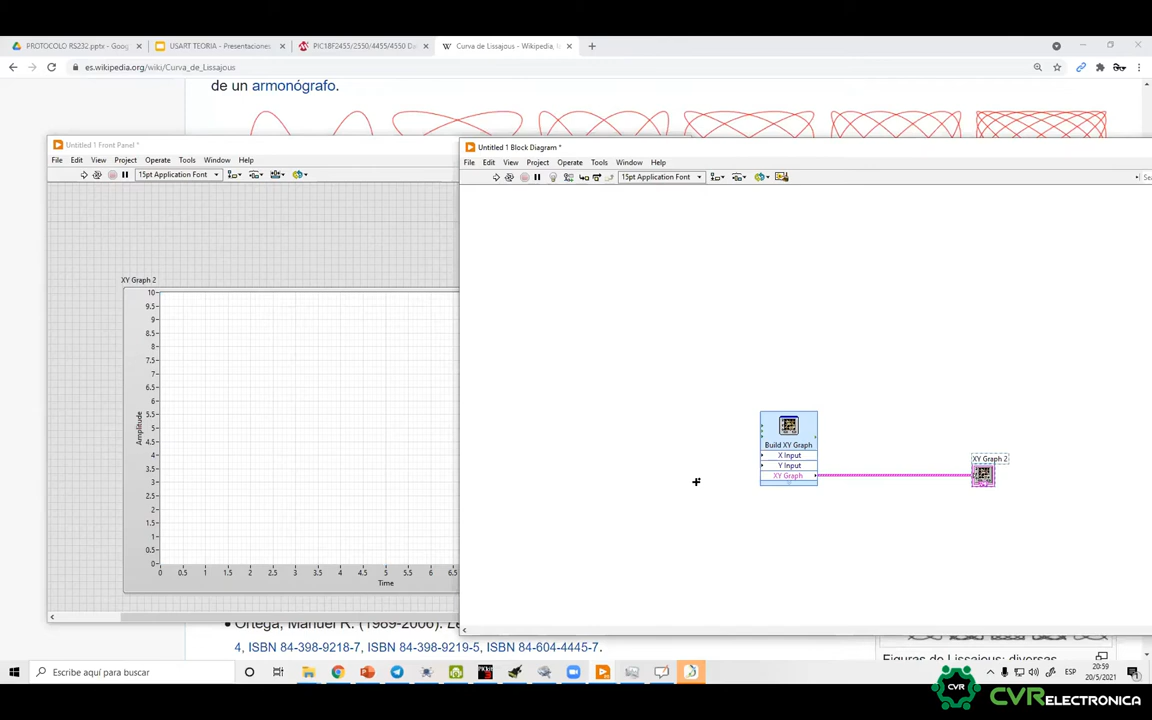 PROTOCOLO RS232.pptx - Goog
USART TEORIA - Presentaciones
PIC18F2455/2550/4455/4550 Da
Curva de Lissajous - Wikipedia, l
es.wikipedia.org/wiki/Curva_de_Lissajous
de un armonógrafo.
Untitled 1 Front Panel *
File Edit View Project Operate Tools Window Help
15pt Application Font
XY Graph 2
10
9.5
9
8.5
8
7.5
7
6.5
6
5.5
5
4.5
4
3.5
3
2.5
2
1.5
1
0.5
0
Amplitude
0 0.5 1 1.5 2 2.5 3 3.5 4 4.5 5 5.5 6 6.5
Time
Untitled 1 Block Diagram *
File Edit View Project Operate Tools Window Help
15pt Application Font
Sea
Build XY Graph
X Input
Y Input
XY Graph
XY Graph 2
Ortega, Manuel R. (1989-2006). Le
4, ISBN 84-398-9218-7, ISBN 84-398-9219-5, ISBN 84-604-4445-7.
Figuras de Lissajous: diversas
Escribe aquí para buscar
ESP
20:59
20/5/2021
CVR
CVRELECTRONICA